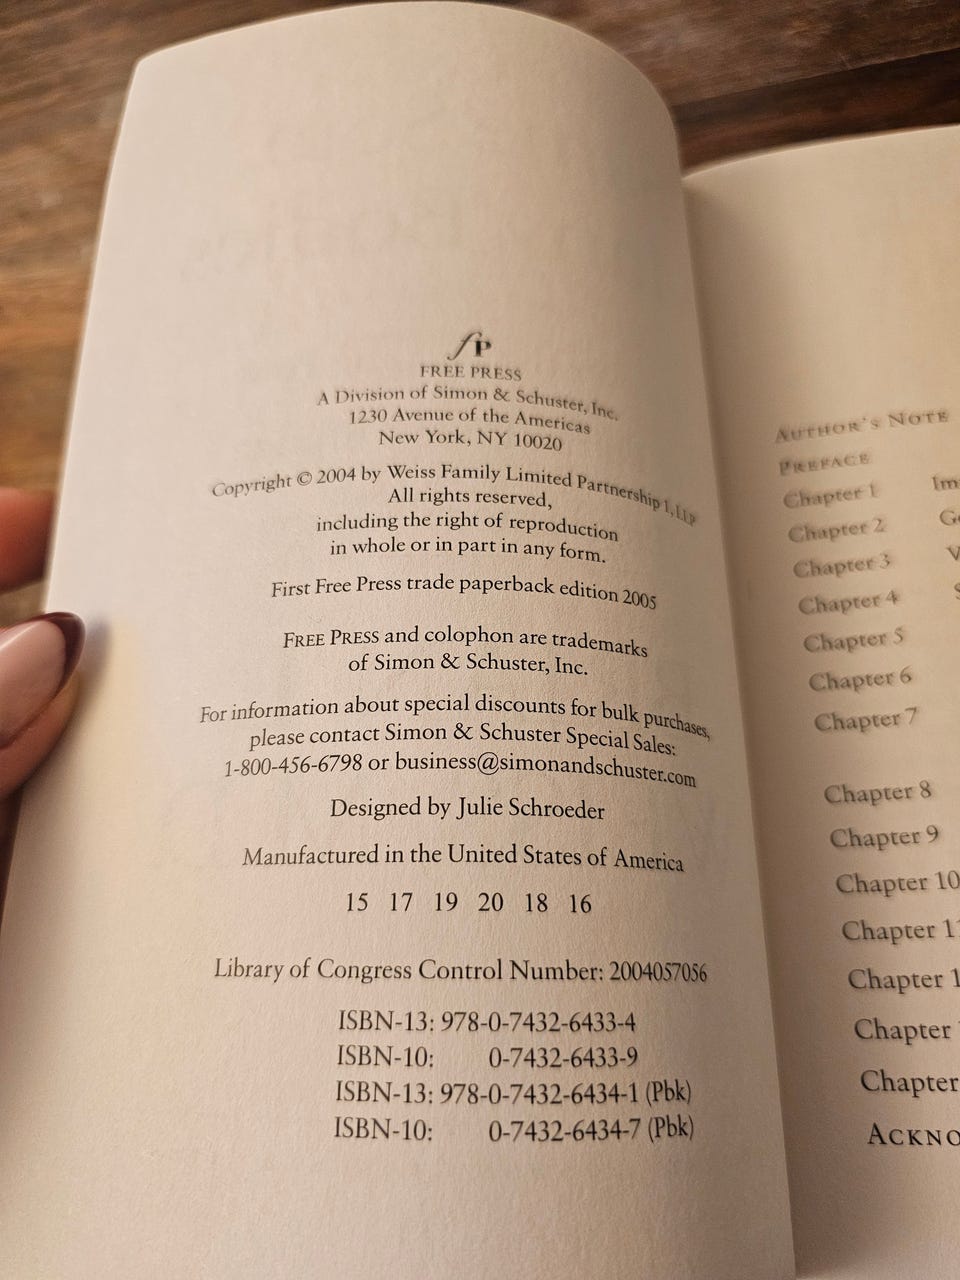 fP
FREE PRESS
A Division of Simon & Schuster, Inc.
1230 Avenue of the Americas
New York, NY 10020
Copyright © 2004 by Weiss Family Limited Partnership 1, LLP
All rights reserved,
including the right of reproduction
in whole or in part in any form.
First Free Press trade paperback edition 2005
FREE PRESS and colophon are trademarks
of Simon & Schuster, Inc.
For information about special discounts for bulk purchases,
please contact Simon & Schuster Special Sales:
1-800-456-6798 or business@simonandschuster.com
Designed by Julie Schroeder
Manufactured in the United States of America
15 17 19 20 18 16
Library of Congress Control Number: 2004057056
ISBN-13: 978-0-7432-6433-4
ISBN-10: 0-7432-6433-9
ISBN-13: 978-0-7432-6434-1 (Pbk)
ISBN-10: 0-7432-6434-7 (Pbk)
AUTHOR'S NOTE
PREFACE
Chapter 1
Chapter 2
Chapter 3
Chapter 4
Chapter 5
Chapter 6
Chapter 7
Chapter 8
Chapter 9
Chapter 10
Chapter
Chapter
Chapter
Chapter